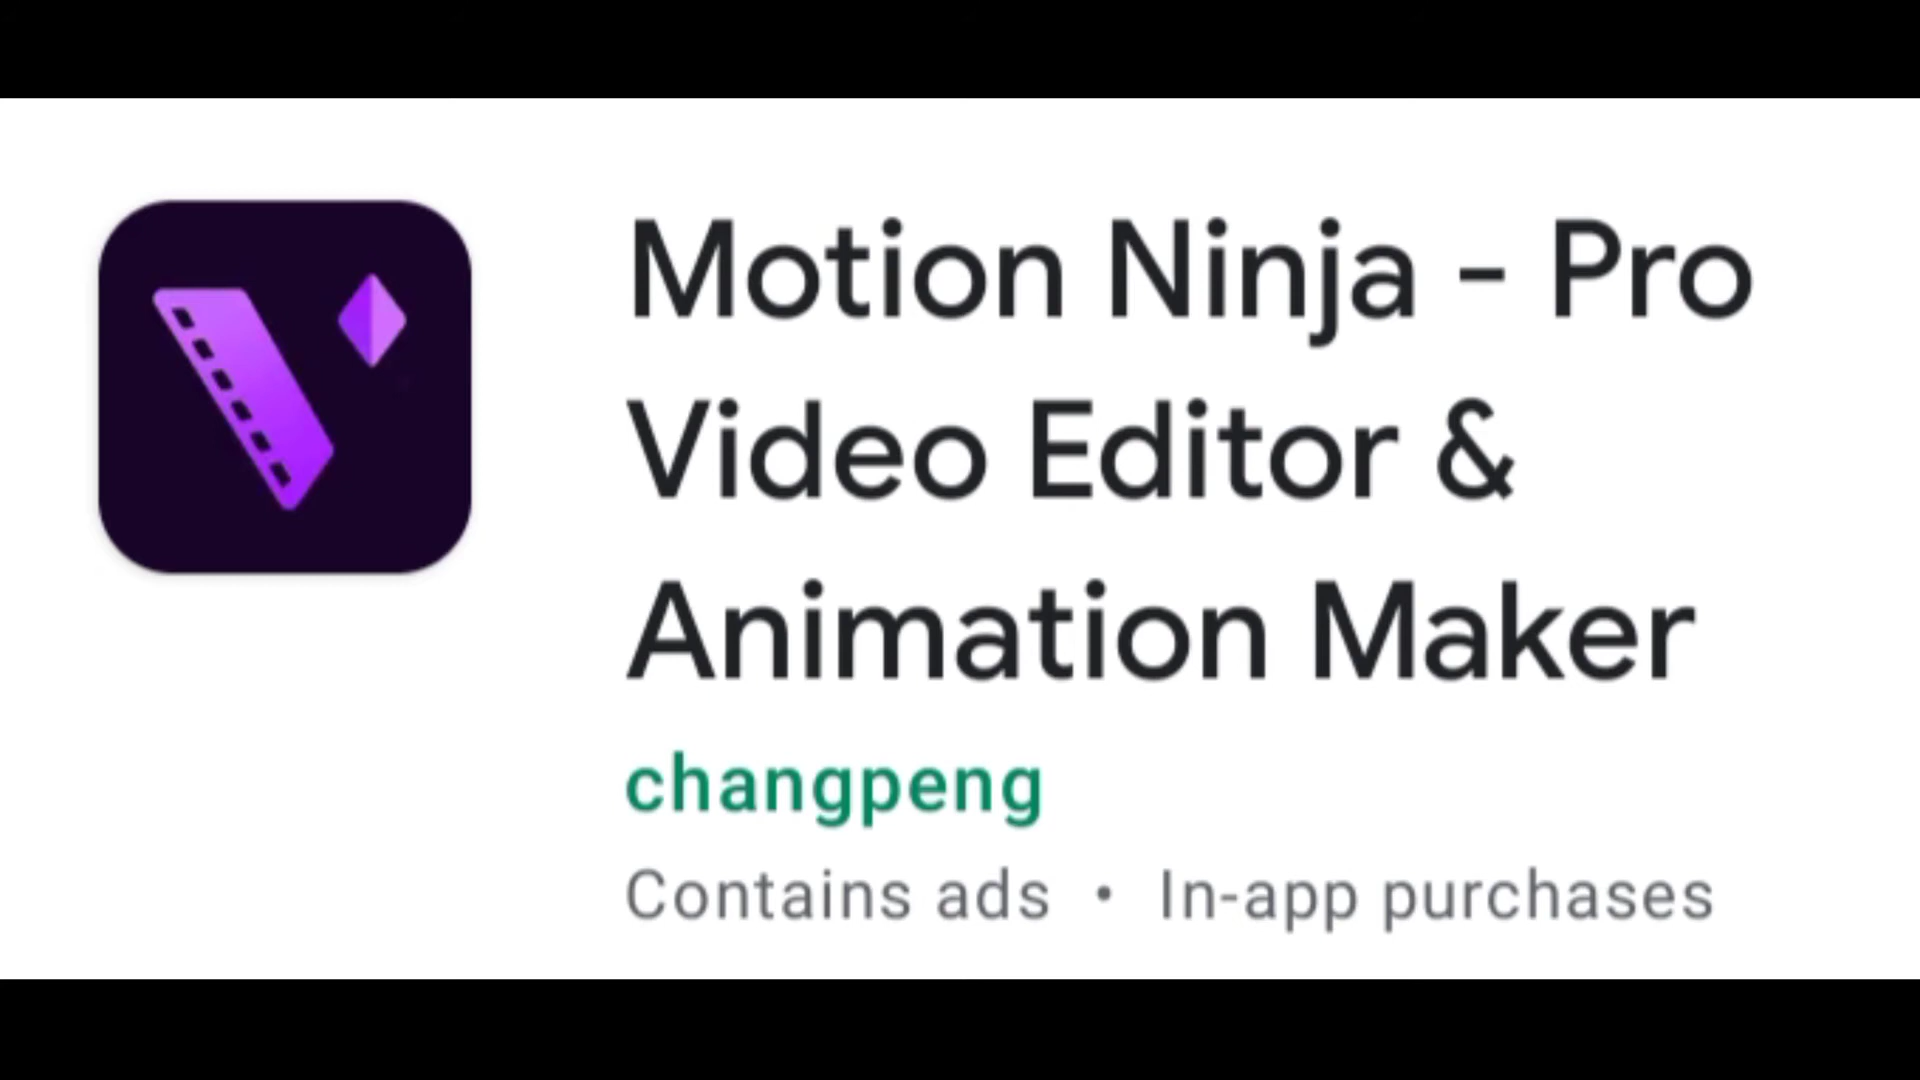 Motion Ninja - Pro
Video Editor &
Animation Maker
changpeng
Contains ads • In-app purchases